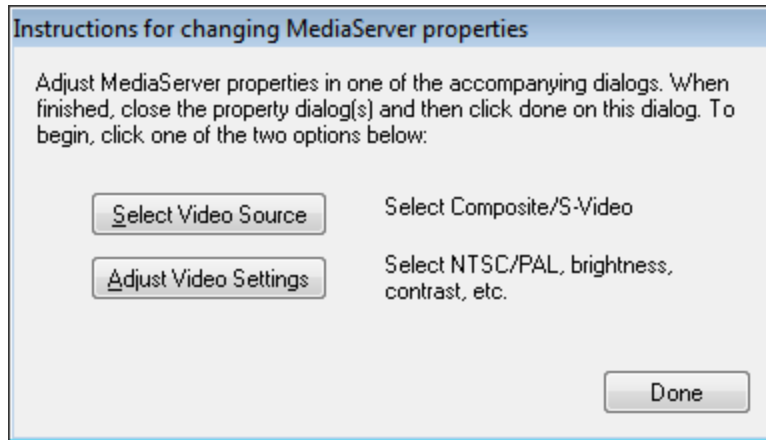 Instructions for changing MediaServer properties
Adjust MediaServer properties in one of the accompanying dialogs. When
finished, close the property dialog(s) and then click done on this dialog. To
begin, click one of the two options below:
Select Video Source
Select Composite/S-Video
Adjust Video Settings
Select NTSC/PAL, brightness,
contrast, etc.
Done